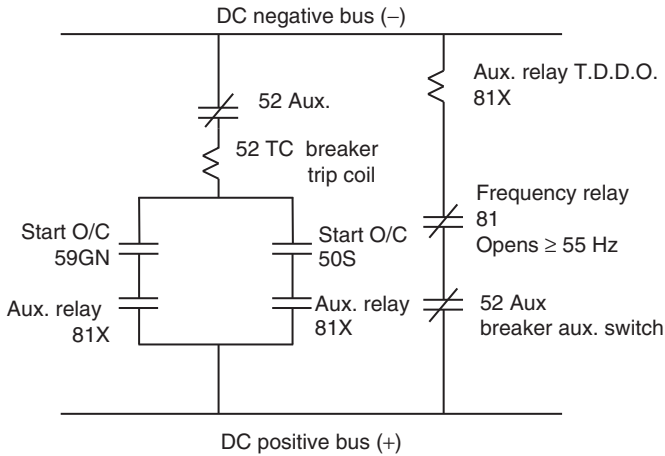 DC negative bus (−)
Aux. relay T.D.D.O.
81X
52 Aux.
52 TC breaker
trip coil
Frequency relay
81
Opens ≥ 55 Hz
Start O/C
59GN
Start O/C
50S
Aux. relay
81X
Aux. relay
81X
52 Aux
breaker aux. switch
DC positive bus (+)